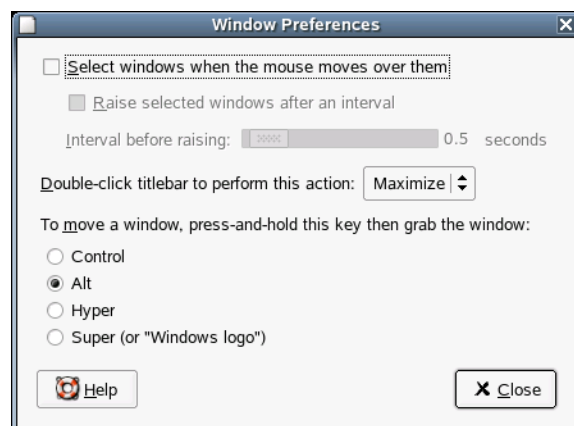 Window Preferences
Select windows when the mouse moves over them
Raise selected windows after an interval
Interval before raising: 0.5 seconds
Double-click titlebar to perform this action: Maximize
To move a window, press-and-hold this key then grab the window:
Control
Alt
Hyper
Super (or "Windows logo")
Help Close